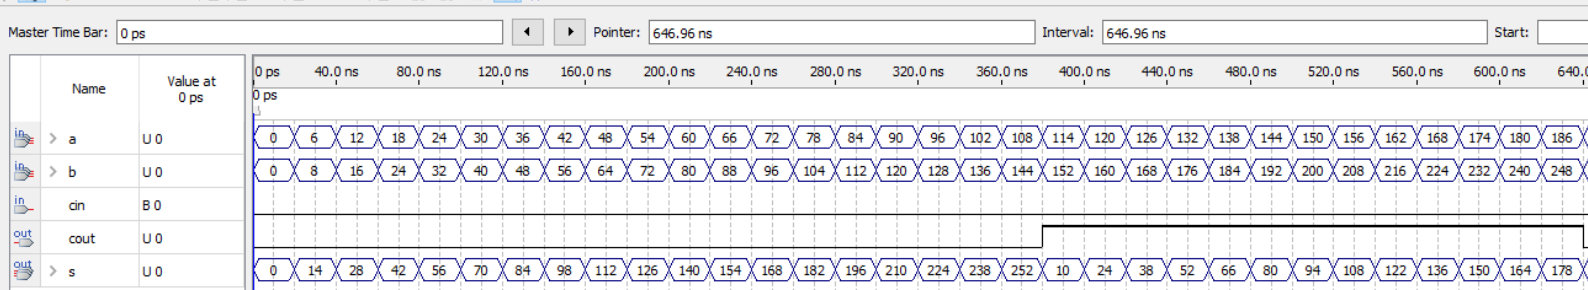 Master Time Bar: 0 ps Pointer: 646.96 ns Interval: 646.96 ns Start:
Name Value at 0 ps
0 ps 40.0 ns 80.0 ns 120.0 ns 160.0 ns 200.0 ns 240.0 ns 280.0 ns 320.0 ns 360.0 ns 400.0 ns 440.0 ns 480.0 ns 520.0 ns 560.0 ns 600.0 ns 640.0
0 ps
in > a U 0 0 6 12 18 24 30 36 42 48 54 60 66 72 78 84 90 96 102 108 114 120 126 132 138 144 150 156 162 168 174 180 186
in > b U 0 0 8 16 24 32 40 48 56 64 72 80 88 96 104 112 120 128 136 144 152 160 168 176 184 192 200 208 216 224 232 240 248
in cin B 0
out cout U 0
out > s U 0 0 14 28 42 56 70 84 98 112 126 140 154 168 182 196 210 224 238 252 10 24 38 52 66 80 94 108 122 136 150 164 178